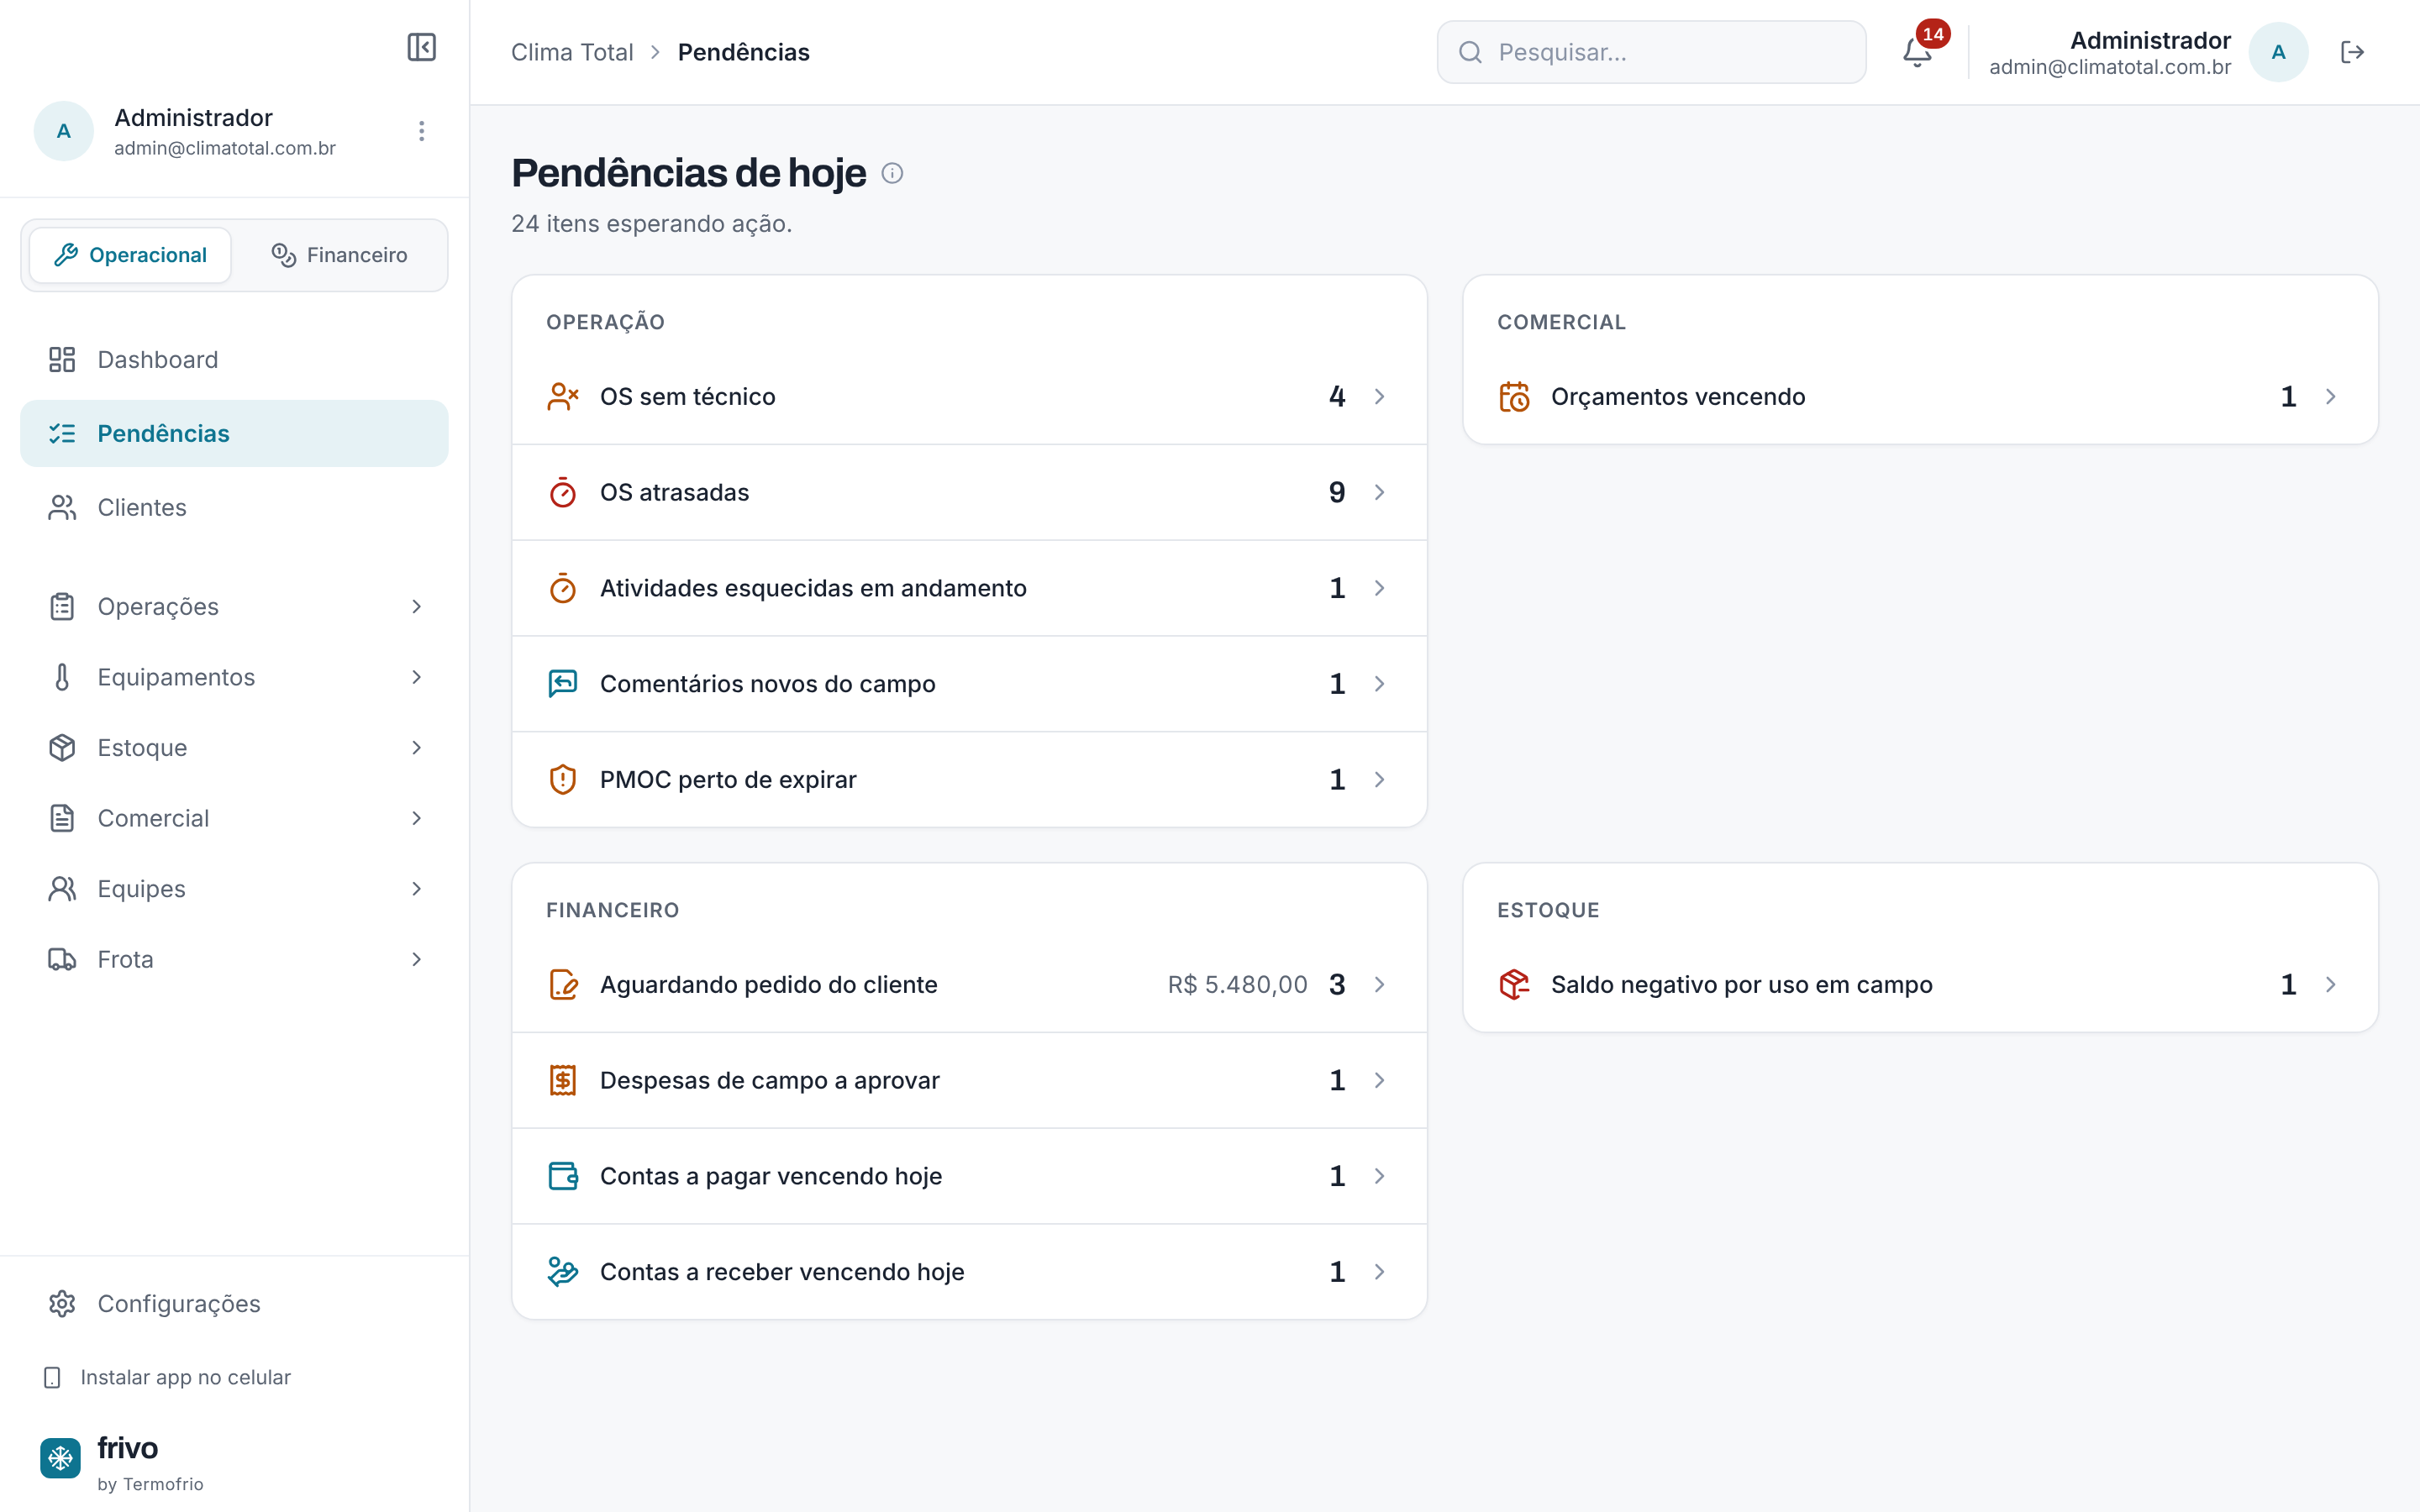 Administrador
admin@climatotal.com.br
Operacional
Financeiro
Dashboard
Pendências
Clientes
Operações
Equipamentos
Estoque
Comercial
Equipes
Frota
Configurações
Instalar app no celular
frivo
by Termofrio
Clima Total
Pendências
Pesquisar...
14
Administrador
admin@climatotal.com.br
A
A
Pendências de hoje
24 itens esperando ação.
OPERAÇÃO
OS sem técnico 4
OS atrasadas 9
Atividades esquecidas em andamento 1
Comentários novos do campo 1
PMOC perto de expirar 1
COMERCIAL
Orçamentos vencendo 1
FINANCEIRO
Aguardando pedido do cliente R$ 5.480,00 3
Despesas de campo a aprovar 1
Contas a pagar vencendo hoje 1
Contas a receber vencendo hoje 1
ESTOQUE
Saldo negativo por uso em campo 1